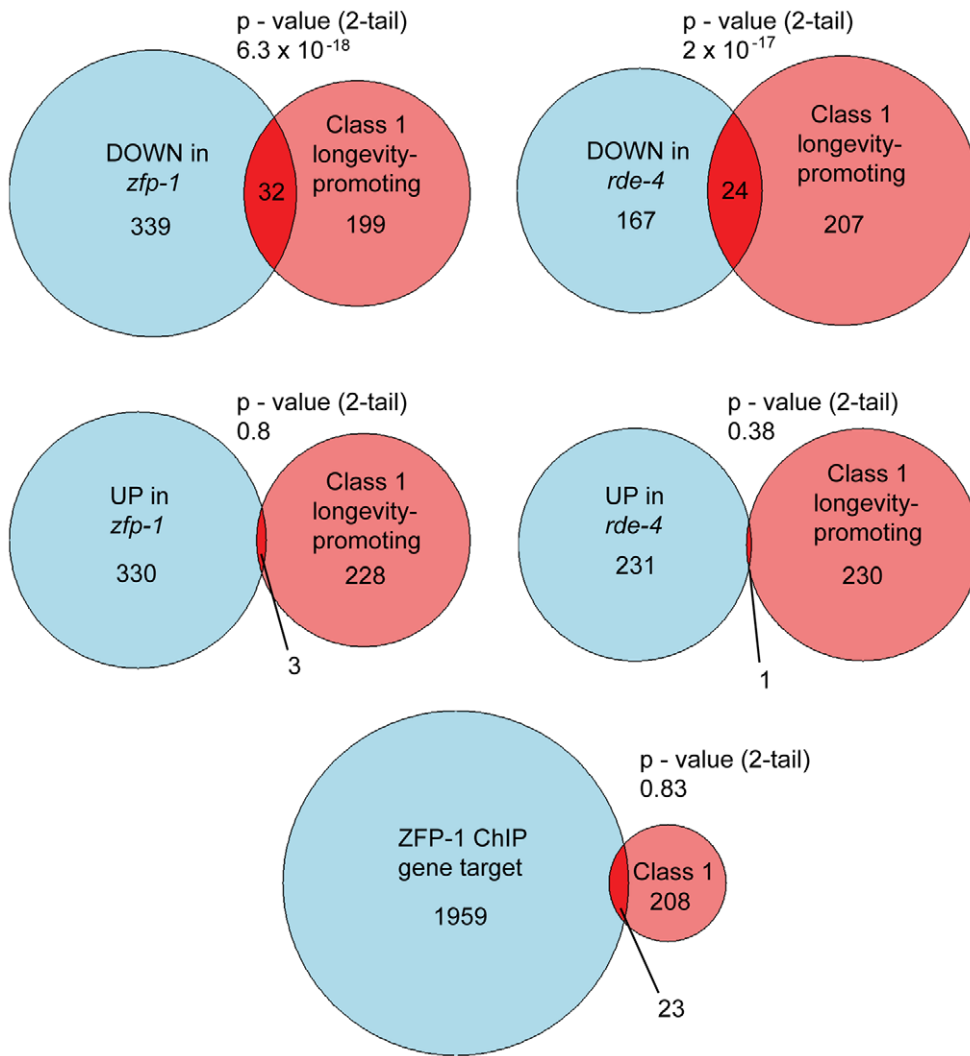 p - value (2-tail)
6.3 x 10⁻¹⁸
DOWN in
zfp-1
339
32
Class 1
longevity-
promoting
199
p - value (2-tail)
2 x 10⁻¹⁷
DOWN in
rde-4
167
24
Class 1
longevity-
promoting
207
p - value (2-tail)
0.8
UP in
zfp-1
330
Class 1
longevity-
promoting
228
3
p - value (2-tail)
0.38
UP in
rde-4
231
Class 1
longevity-
promoting
230
1
p - value (2-tail)
0.83
ZFP-1 ChIP
gene target
1959
Class 1
208
23